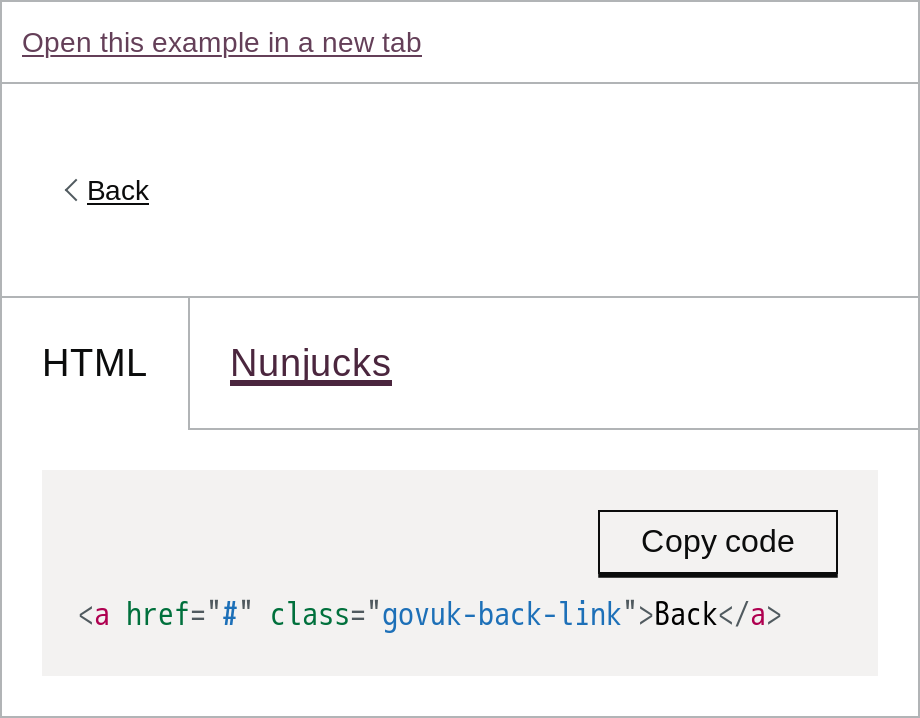 Open this example in a new tab
Back
HTML
Nunjucks
Copy code
<a href="#" class="govuk-back-link">Back</a>